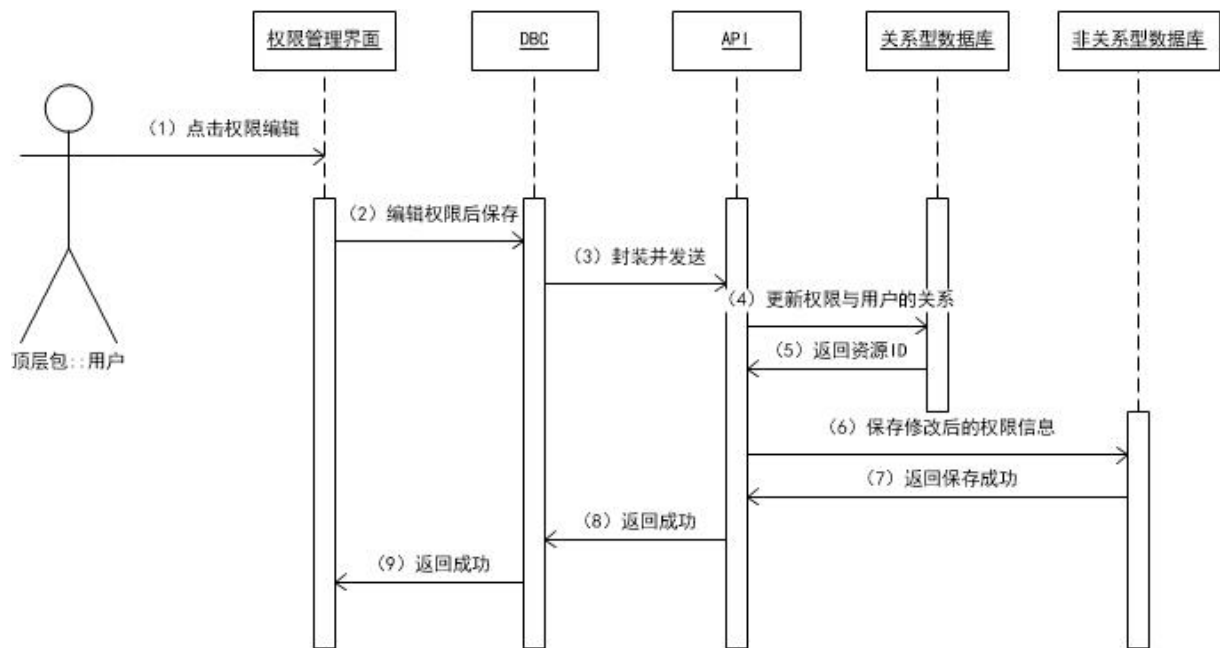 权限管理界面
DBC
API
关系型数据库
非关系型数据库
（1）点击权限编辑
（2）编辑权限后保存
（3）封装并发送
（4）更新权限与用户的关系
（5）返回资源ID
顶层包::用户
（6）保存修改后的权限信息
（7）返回保存成功
（8）返回成功
（9）返回成功